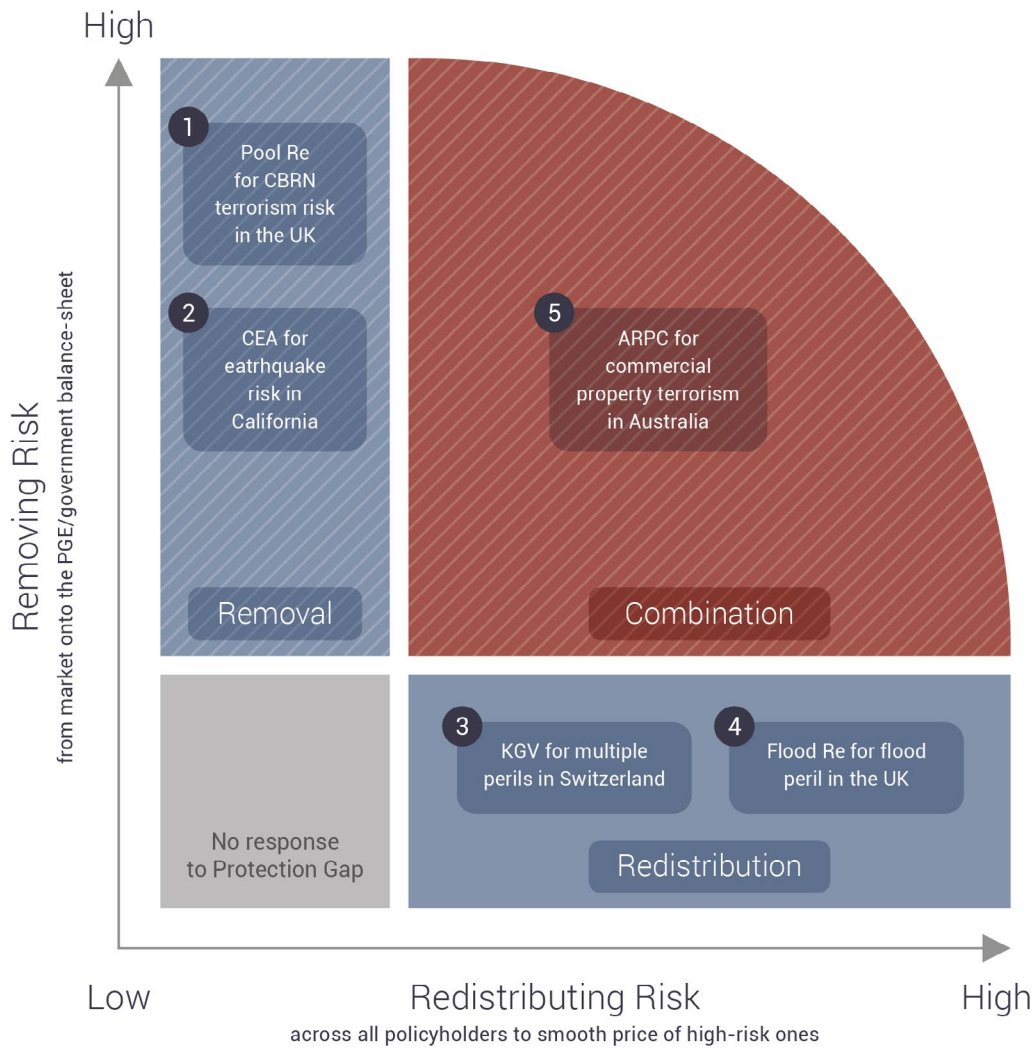 High
1
Pool Re
for CBRN
terrorism risk
in the UK
2
CEA for
eatrhquake
risk in
California
5
ARPC for
commercial
property terrorism
in Australia
Removing Risk
from market onto the PGE/government balance-sheet
Removal
Combination
3
KGV for multiple
perils in Switzerland
4
Flood Re for flood
peril in the UK
No response
to Protection Gap
Redistribution
Low
Redistributing Risk
High
across all policyholders to smooth price of high-risk ones